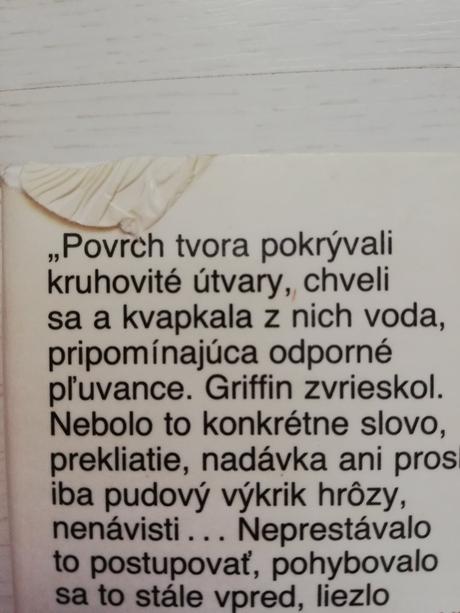 „Povrch tvora pokrývali
kruhovité útvary, chveli
sa a kvapkala z nich voda,
pripomínajúca odporné
pľuvance. Griffin zvrieskol.
Nebolo to konkrétne slovo,
prekliatie, nadávka ani
iba pudový výkrik hrôzy,
nenávisti... Neprestávalo
to postupovať, pohybovalo
sa to stále vpred, liezlo